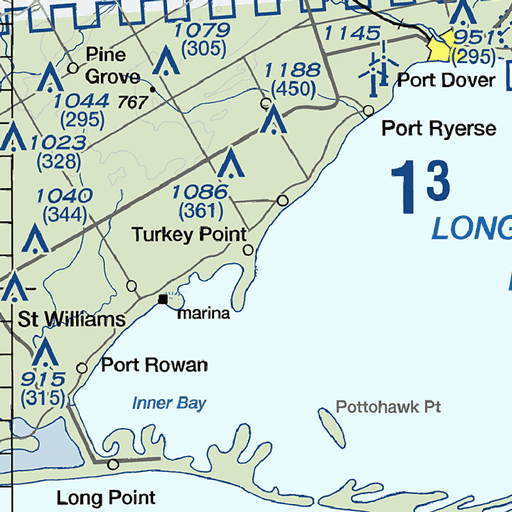 1079
(305)
1145
951
(295)
Pine
Grove
1188
(450)
Port Dover
1044
(295)
767
Port Ryerse
1023
(328)
13
1040
(344)
1086
(361)
LONG
Turkey Point
marina
St Williams
Port Rowan
915
(315)
Inner Bay
Pottohawk Pt
Long Point